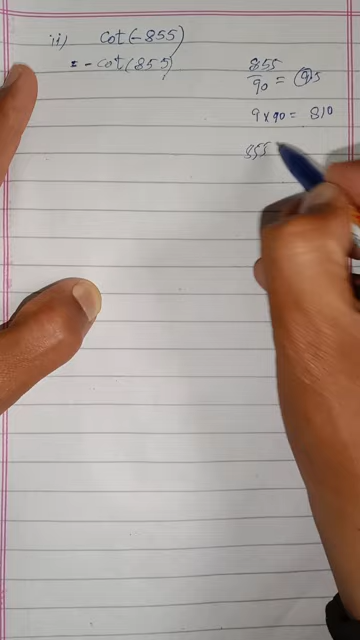 ii) cot(-855)
= - cot(855)
855/90 = 9.5
9 x 90 = 810
855